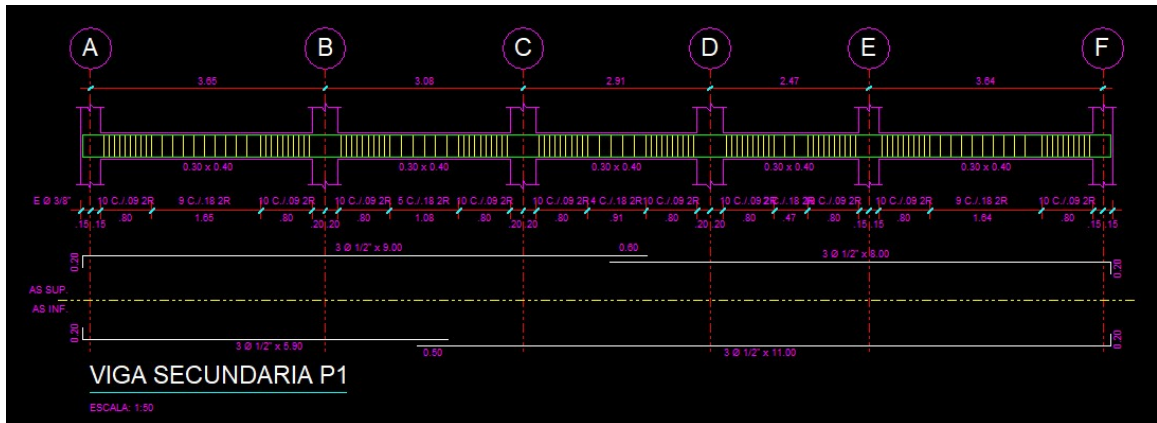 A B C D E F
3.65 3.08 2.91 2.47 3.64
0.30 x 0.40 0.30 x 0.40 0.30 x 0.40 0.30 x 0.40 0.30 x 0.40
E Ø 3/8" 10 C./.09 2R 9 C./.18 2R 10 C./.09 2R 10 C./.09 2R 5 C./.18 2R 10 C./.09 2R 10 C./.09 2R 4 C./.18 2R 10 C./.09 2R 10 C./.09 2R C./.18 2R 10 C./.09 2R 10 C./.09 2R 9 C./.18 2R 10 C./.09 2R
.15 .15 .80 1.65 .80 .20 .20 .80 1.08 .80 .20 .20 .80 .91 .80 .20 .20 .80 .47 .80 .15 .15 .80 1.64 .80 .15 .15
3 Ø 1/2" x 9.00 0.60
0.20 3 Ø 1/2" x 8.00 0.20
AS SUP.
AS INF.
0.20 3 Ø 1/2" x 5.90 0.50 3 Ø 1/2" x 11.00 0.20
VIGA SECUNDARIA P1
ESCALA: 1:50